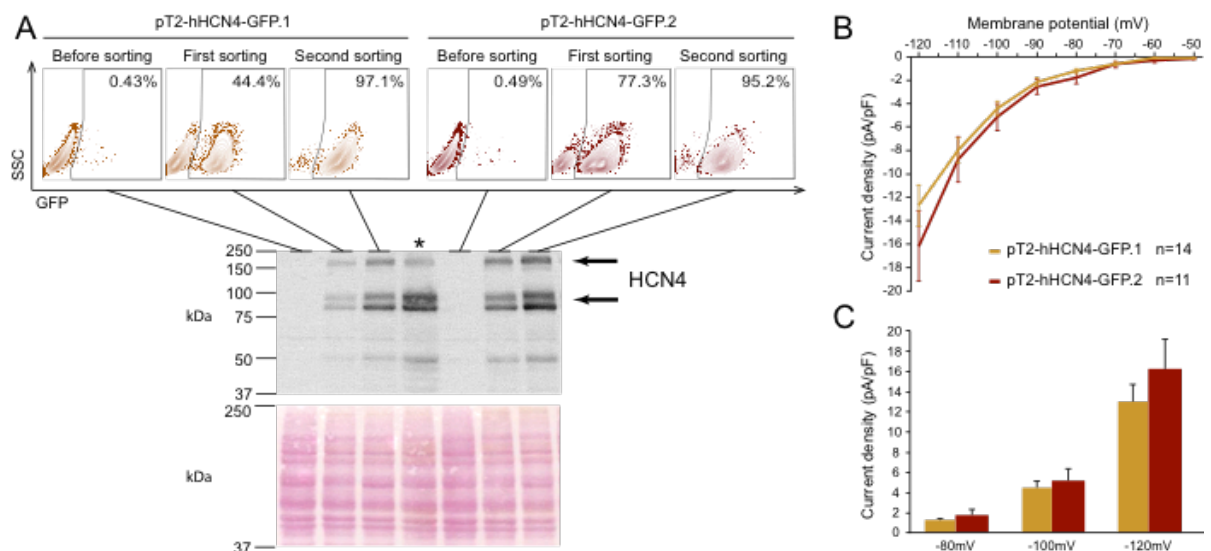 A
pT2-hHCN4-GFP.1
pT2-hHCN4-GFP.2
Before sorting
First sorting
Second sorting
Before sorting
First sorting
Second sorting
0.43%
44.4%
97.1%
0.49%
77.3%
95.2%
SSC
GFP
*
250
150
100
75
50
37
kDa
HCN4
250
kDa
37
B
Membrane potential (mV)
-120 -110 -100 -90 -80 -70 -60 -50
0
-2
-4
-6
-8
-10
-12
-14
-16
-18
-20
Current density (pA/pF)
pT2-hHCN4-GFP.1 n=14
pT2-hHCN4-GFP.2 n=11
C
20
18
16
14
12
10
8
6
4
2
0
Current density (pA/pF)
-80mV -100mV -120mV